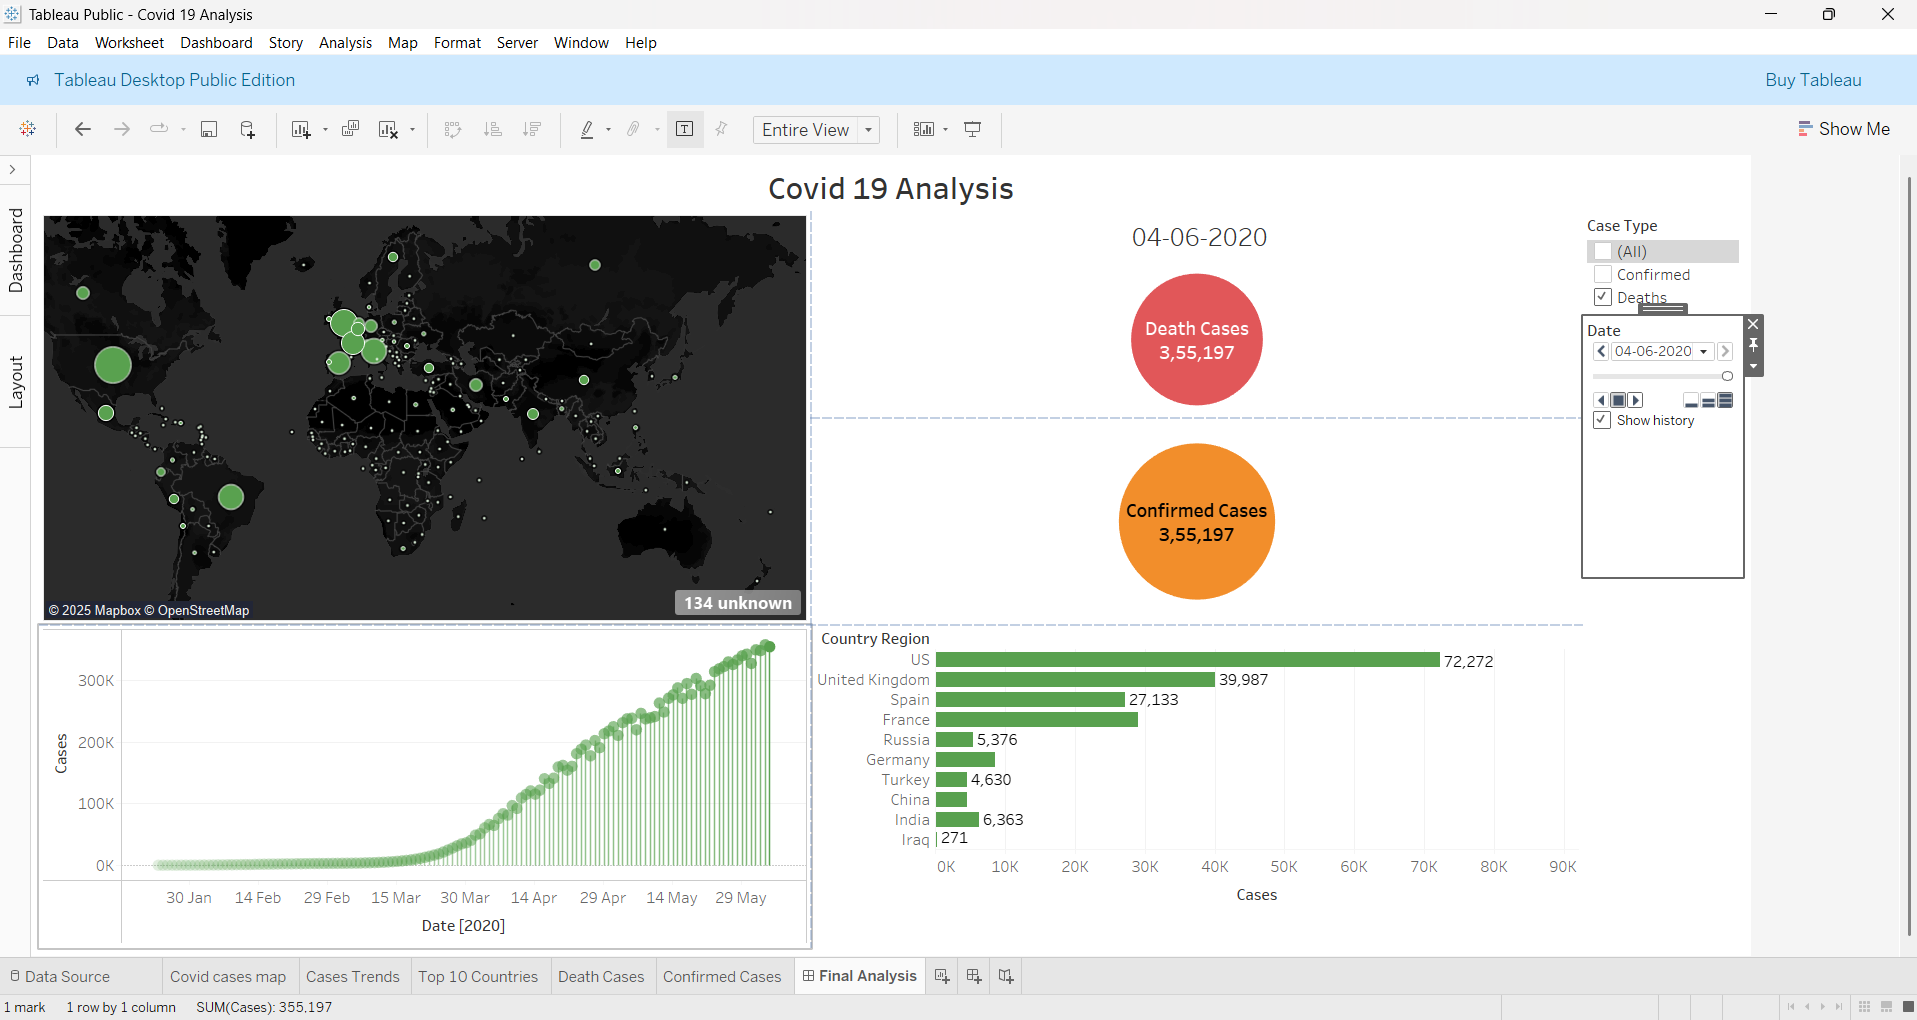 Tableau Public - Covid 19 Analysis
File Data Worksheet Dashboard Story Analysis Map Format Server Window Help
Tableau Desktop Public Edition
Buy Tableau
Entire View
Show Me
Dashboard
Layout
Covid 19 Analysis
© 2025 Mapbox © OpenStreetMap
134 unknown
04-06-2020
Death Cases
3,55,197
Confirmed Cases
3,55,197
Case Type
(All)
Confirmed
Deaths
Date
04-06-2020
Show history
Cases
300K
200K
100K
0K
30 Jan 14 Feb 29 Feb 15 Mar 30 Mar 14 Apr 29 Apr 14 May 29 May
Date [2020]
Country Region
US 72,272
United Kingdom 39,987
Spain 27,133
France
Russia 5,376
Germany
Turkey 4,630
China
India 6,363
Iraq 271
0K 10K 20K 30K 40K 50K 60K 70K 80K 90K
Cases
Data Source Covid cases map Cases Trends Top 10 Countries Death Cases Confirmed Cases Final Analysis
1 mark 1 row by 1 column SUM(Cases): 355,197